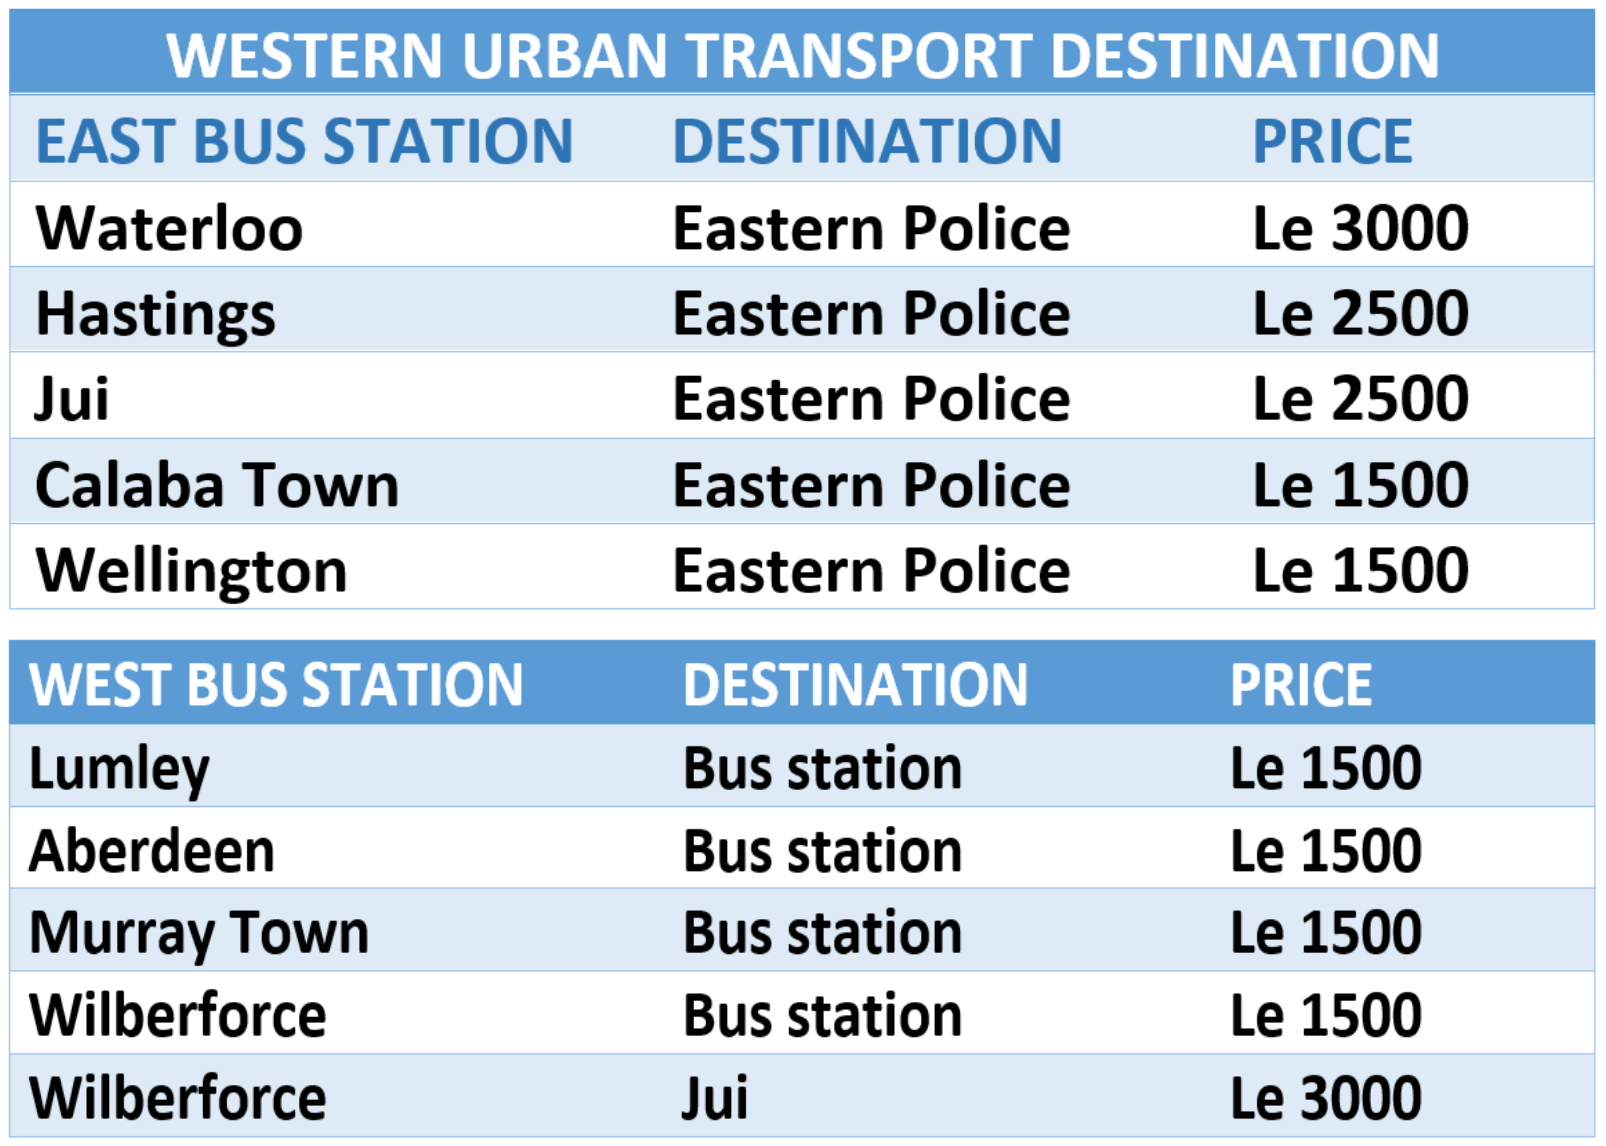 WESTERN URBAN TRANSPORT DESTINATION
EAST BUS STATION DESTINATION PRICE
Waterloo Eastern Police Le 3000
Hastings Eastern Police Le 2500
Jui Eastern Police Le 2500
Calaba Town Eastern Police Le 1500
Wellington Eastern Police Le 1500
WEST BUS STATION DESTINATION PRICE
Lumley Bus station Le 1500
Aberdeen Bus station Le 1500
Murray Town Bus station Le 1500
Wilberforce Bus station Le 1500
Wilberforce Jui Le 3000